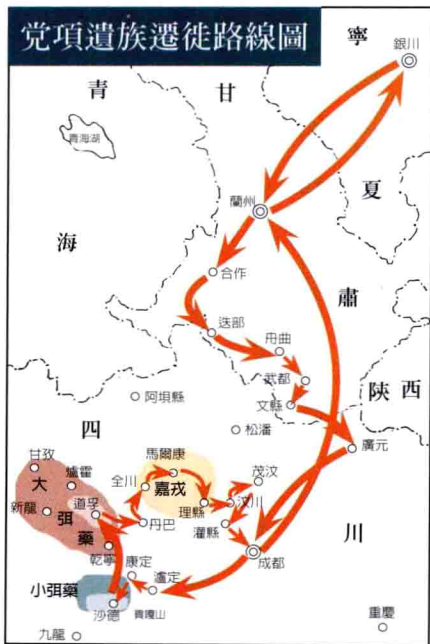 党項遺族遷徙路線圖
寧
銀川
青
甘
青海湖
夏
蘭州
海
合作
肅
迭部
舟曲
武都
陝西
文縣
阿坝縣
四
松潘
廣元
甘孜
馬爾康
茂汶
爐霍
全川
嘉戎
大
道孚
理縣
汶川
新龍
弭
丹巴
灌縣
藥
乾寧
成都
川
康定
瀘定
小弭藥
沙德
九龍
重慶